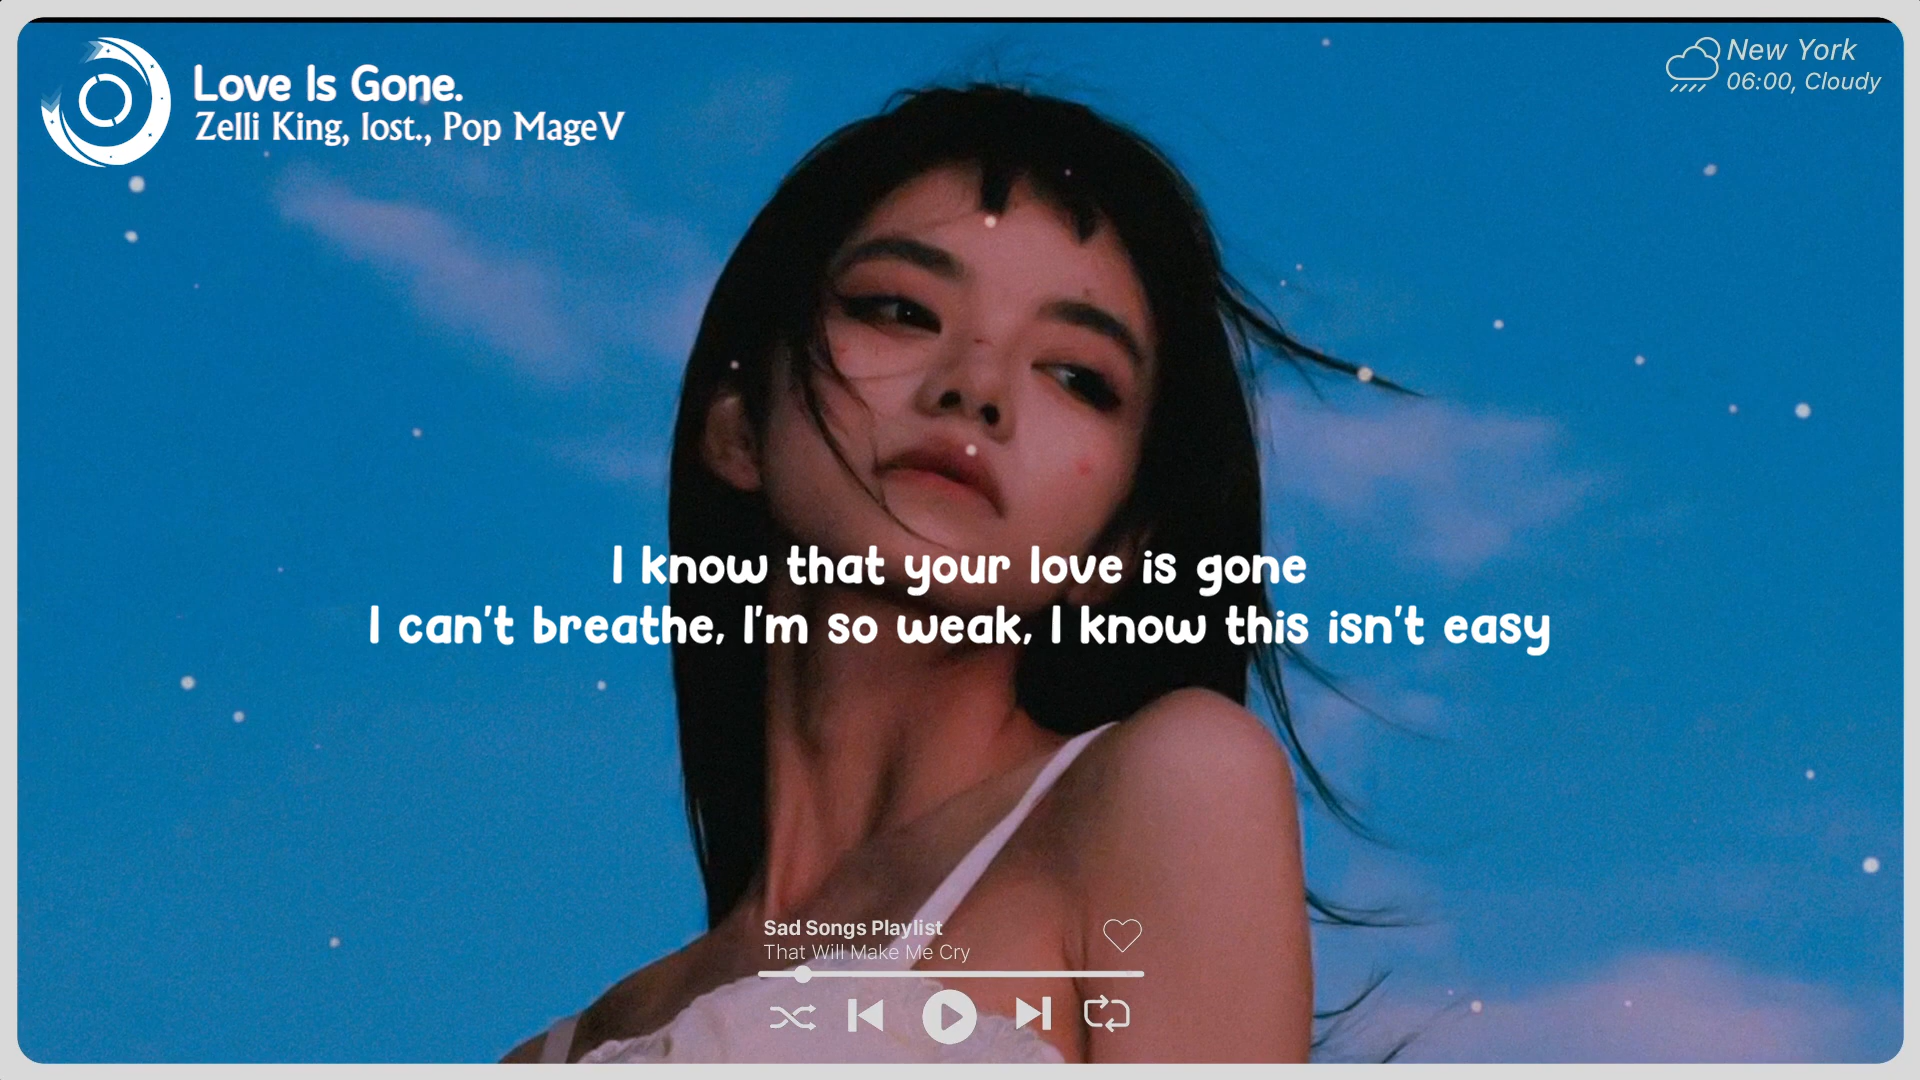 Love Is Gone.
Zelli King, lost., Pop MageV
New York
06:00, Cloudy
I know that your love is gone
I can't breathe, I'm so weak, I know this isn't easy
Sad Songs Playlist
That Will Make Me Cry